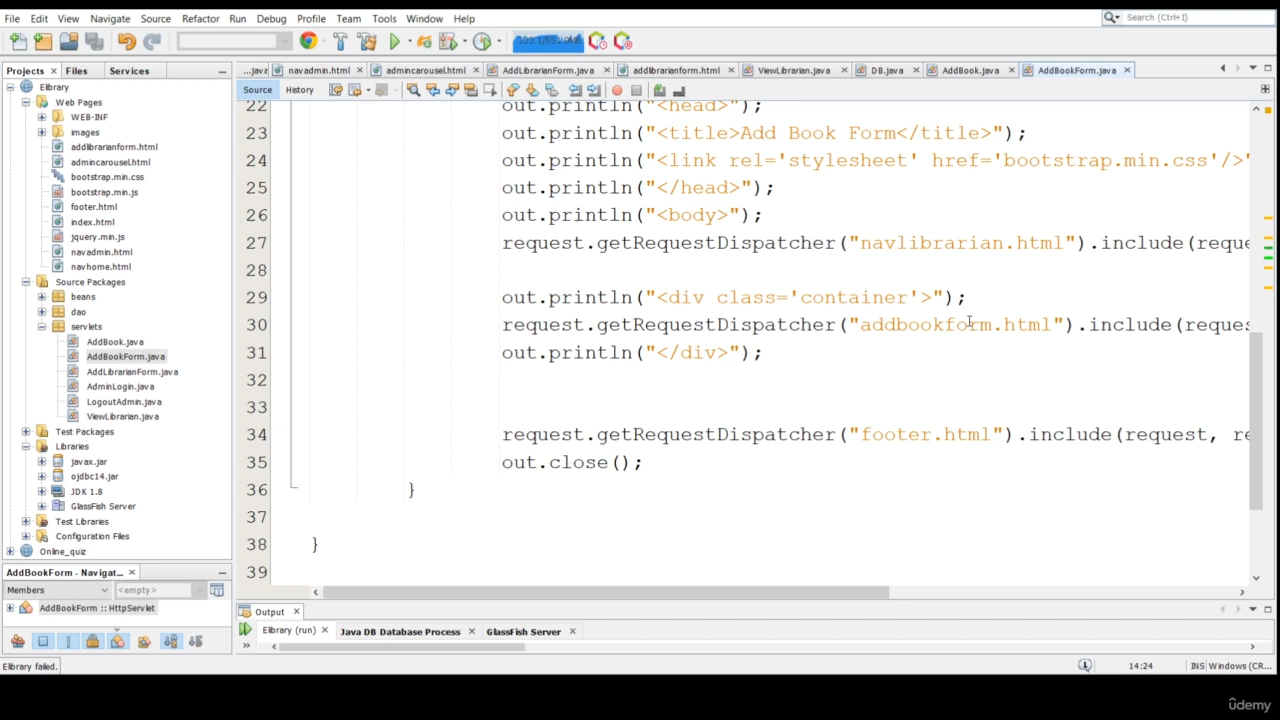 File Edit View Navigate Source Refactor Run Debug Profile Team Tools Window Help
Search (Ctrl+I)
Projects Files Services
...java navadmin.html admincarousel.html AddLibrarianForm.java addlibrarianform.html ViewLibrarian.java DB.java AddBook.java AddBookForm.java
Source History
Elibrary
Web Pages
WEB-INF
images
addlibrarianform.html
admincarousel.html
bootstrap.min.css
bootstrap.min.js
footer.html
index.html
jquery.min.js
navadmin.html
navhome.html
Source Packages
beans
dao
servlets
AddBook.java
AddBookForm.java
AddLibrarianForm.java
AdminLogin.java
LogoutAdmin.java
ViewLibrarian.java
Test Packages
Libraries
javax.jar
ojdbc14.jar
JDK 1.8
GlassFish Server
Test Libraries
Configuration Files
Online_quiz
22 out.println("<head>");
23 out.println("<title>Add Book Form</title>");
24 out.println("<link rel='stylesheet' href='bootstrap.min.css'/>"
25 out.println("</head>");
26 out.println("<body>");
27 request.getRequestDispatcher("navlibrarian.html").include(reque
28
29 out.println("<div class='container'>");
30 request.getRequestDispatcher("addbookform.html").include(reques
31 out.println("</div>");
32
33
34 request.getRequestDispatcher("footer.html").include(request, re
35 out.close();
36 }
37
38 }
39
AddBookForm - Navigat...
Members <empty>
AddBookForm :: HttpServlet
Output
Elibrary (run) Java DB Database Process GlassFish Server
Elibrary failed.
1 14:24 INS Windows (CR...
ûdemy